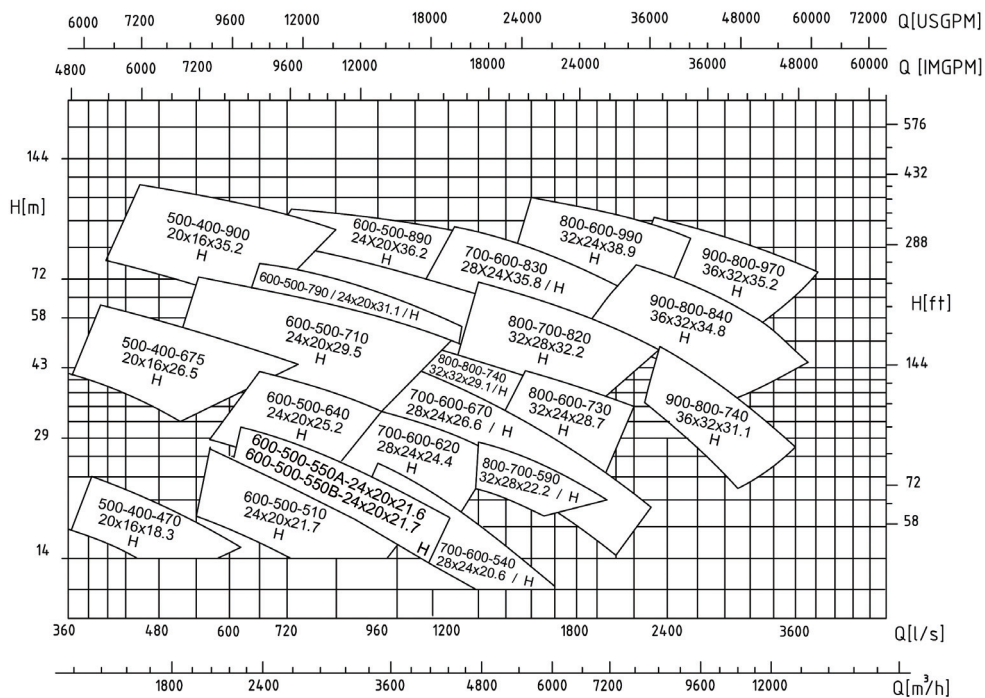 6000 7200 9600 12000 18000 24000 36000 48000 60000 72000 Q[USGPM]
4800 6000 7200 9600 12000 18000 24000 36000 48000 60000 Q [IMGPM]
576
144
432
H[m]
500-400-900
20x16x35.2
H
600-500-890
24X20X36.2
H
800-600-990
32x24x38.9
H
288
700-600-830
28X24X35.8 / H
900-800-970
36x32x35.2
H
72
600-500-790 / 24x20x31.1 / H
900-800-840
36x32x34.8
H
H[ft]
58
600-500-710
24x20x29.5
H
800-700-820
32x28x32.2
H
500-400-675
20x16x26.5
H
43
144
800-800-740
32x32x29.1/H
800-600-730
32x24x28.7
H
900-800-740
36x32x31.1
H
600-500-640
24x20x25.2
H
700-600-670
28x24x26.6 / H
29
700-600-620
28x24x24.4
H
600-500-550A-24x20x21.6
600-500-550B-24x20x21.7
H
800-700-590
32x28x22.2 / H
72
500-400-470
20x16x18.3
H
600-500-510
24x20x21.7
H
58
14
700-600-540
28x24x20.6 / H
360 480 600 720 960 1200 1800 2400 3600 Q[l/s]
1800 2400 3600 4800 6000 7200 9600 12000 Q[m³/h]